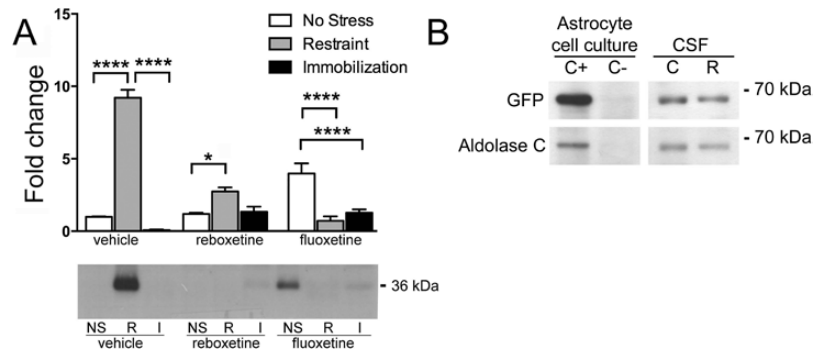 A
Fold change
15
10
5
0
**** ****
*
****
****
No Stress
Restraint
Immobilization
vehicle reboxetine fluoxetine
- 36 kDa
NS R I NS R I NS R I
vehicle reboxetine fluoxetine
B
Astrocyte
cell culture CSF
C+ C- C R
GFP - 70 kDa
Aldolase C - 70 kDa